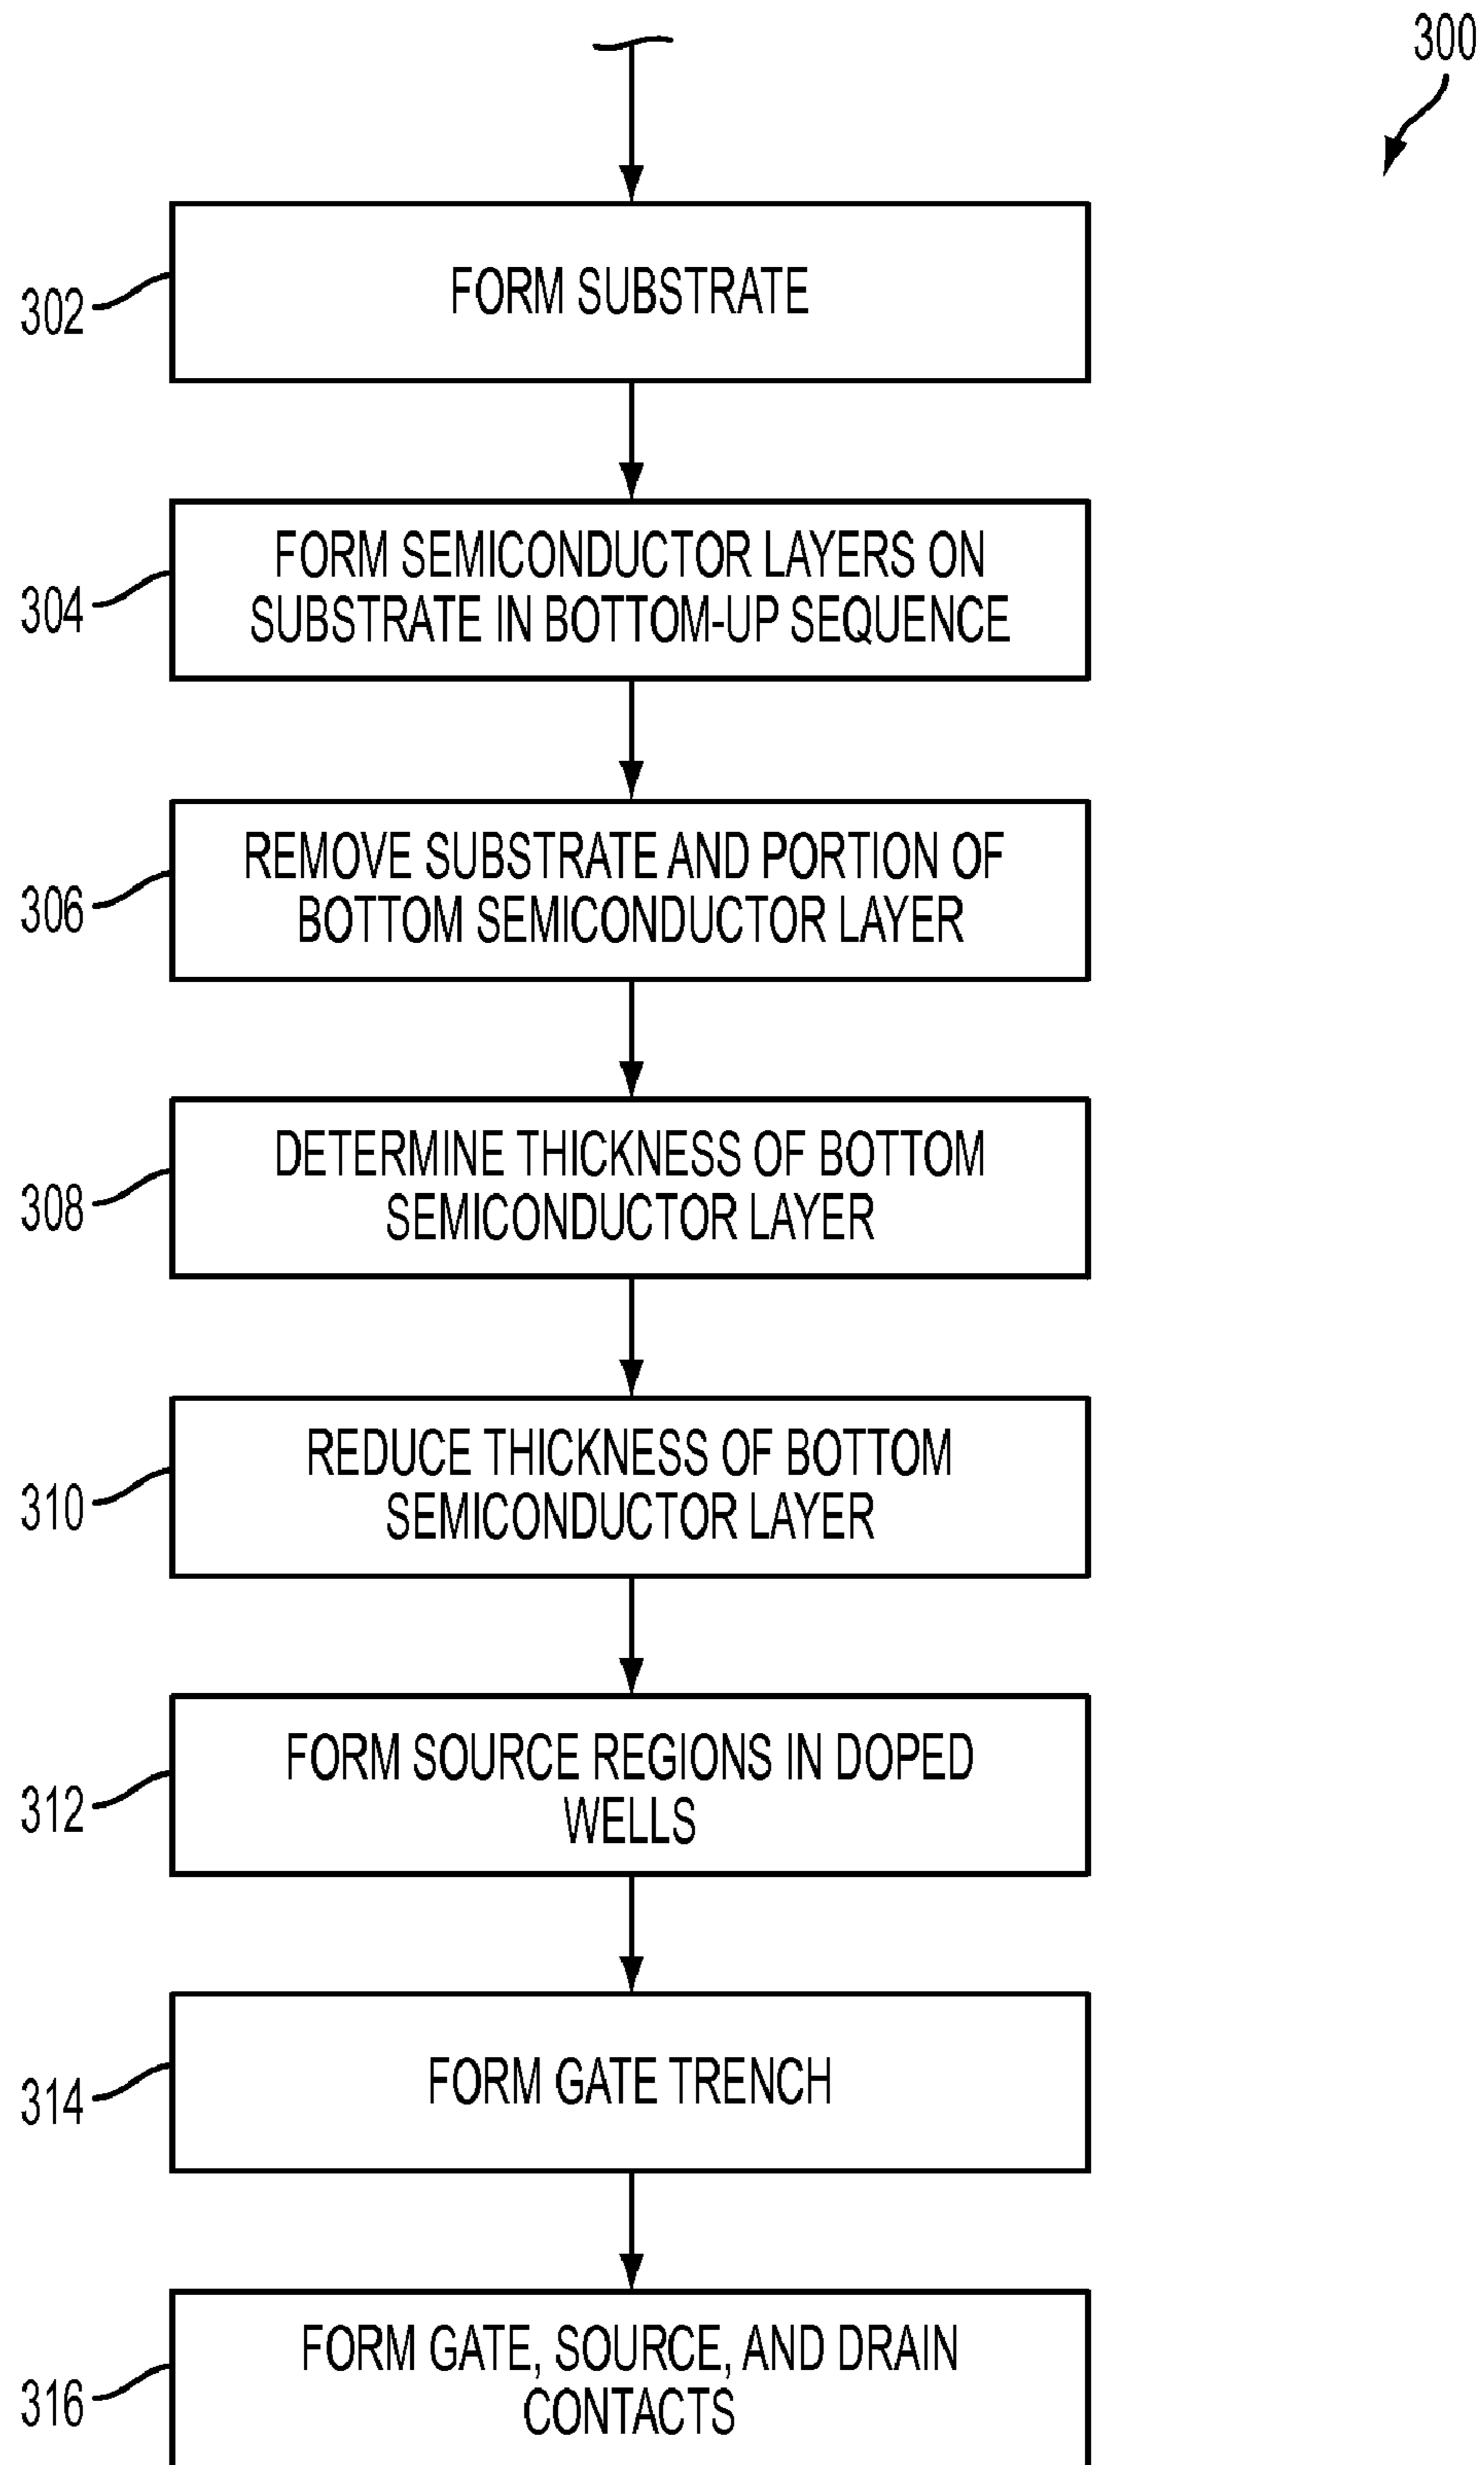 300
302
FORM SUBSTRATE
304
FORM SEMICONDUCTOR LAYERS ON
SUBSTRATE IN BOTTOM-UP SEQUENCE
306
REMOVE SUBSTRATE AND PORTION OF
BOTTOM SEMICONDUCTOR LAYER
308
DETERMINE THICKNESS OF BOTTOM
SEMICONDUCTOR LAYER
310
REDUCE THICKNESS OF BOTTOM
SEMICONDUCTOR LAYER
312
FORM SOURCE REGIONS IN DOPED
WELLS
314
FORM GATE TRENCH
316
FORM GATE, SOURCE, AND DRAIN
CONTACTS